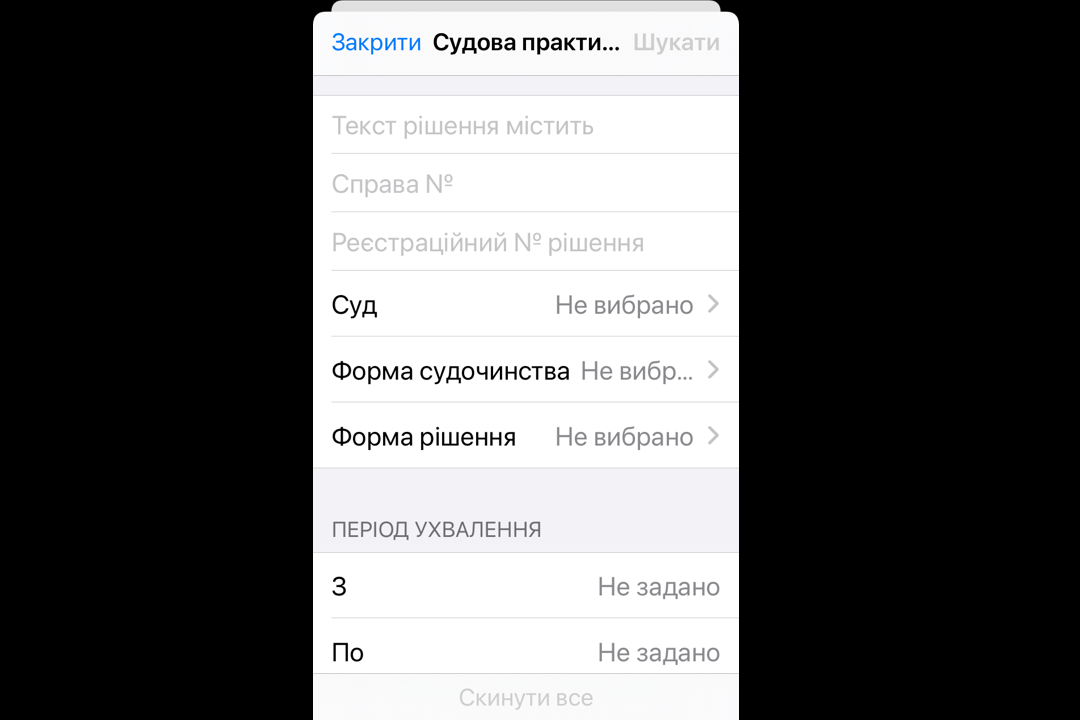 Закрити Судова практи... Шукати
Текст рішення містить
Справа №
Реєстраційний № рішення
Суд Не вибрано
Форма судочинства Не вибр...
Форма рішення Не вибрано
ПЕРІОД УХВАЛЕННЯ
З Не задано
По Не задано
Скинути все